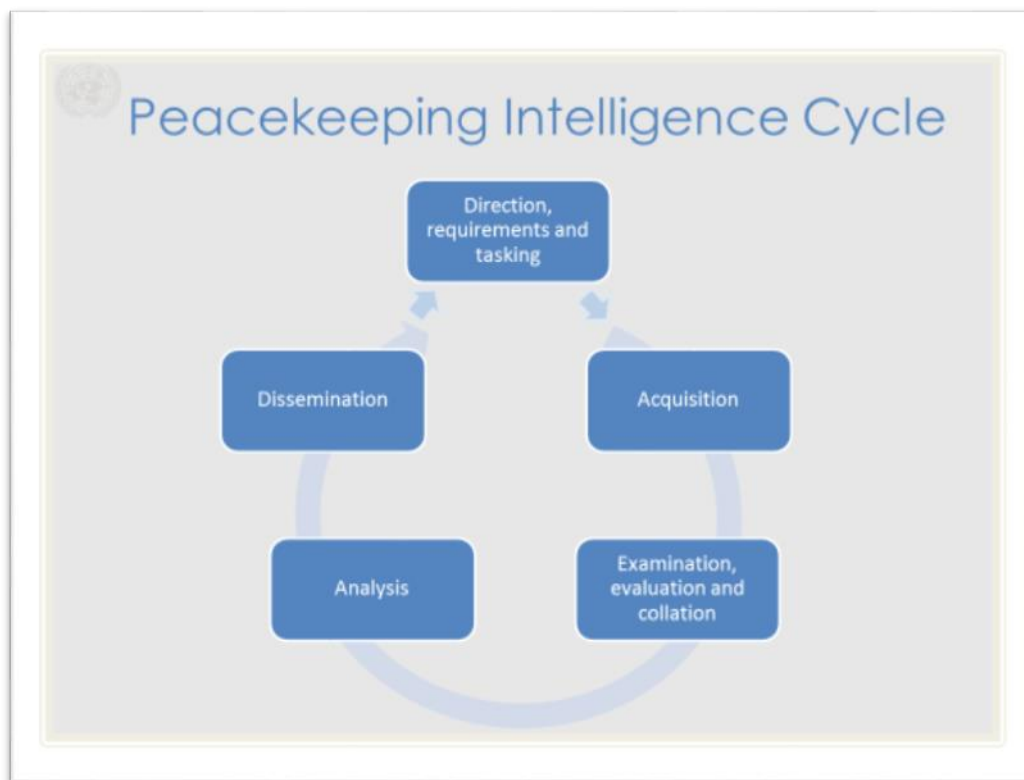 Peacekeeping Intelligence Cycle
Direction,
requirements and
tasking
Acquisition
Examination,
evaluation and
collation
Analysis
Dissemination